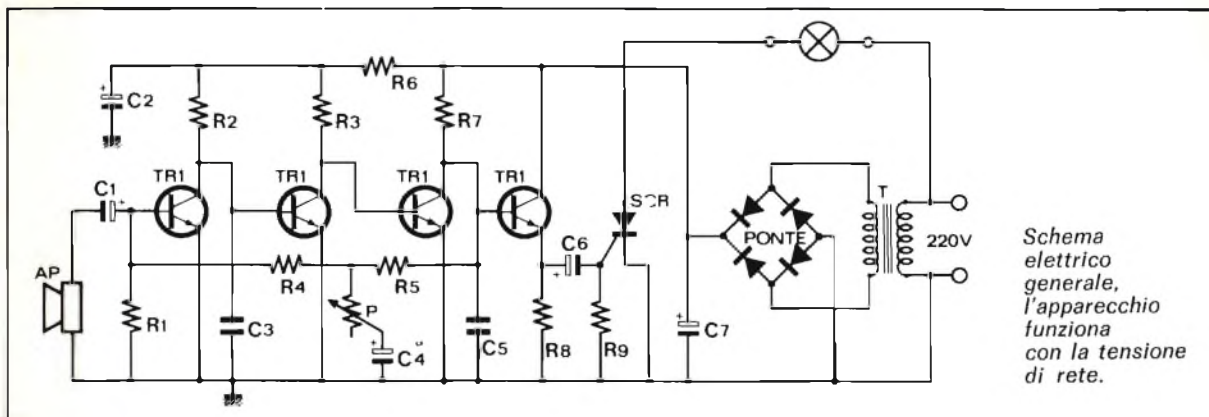 C2
R2
R3
R6
R7
C1
TR1
TR1
TR1
TR1
SCR
PONTE
T
220V
AP
R1
R4
R5
P
C3
C4
C5
C6
R8
R9
C7
Schema
elettrico
generale,
l'apparecchio
funziona
con la tensione
di rete.